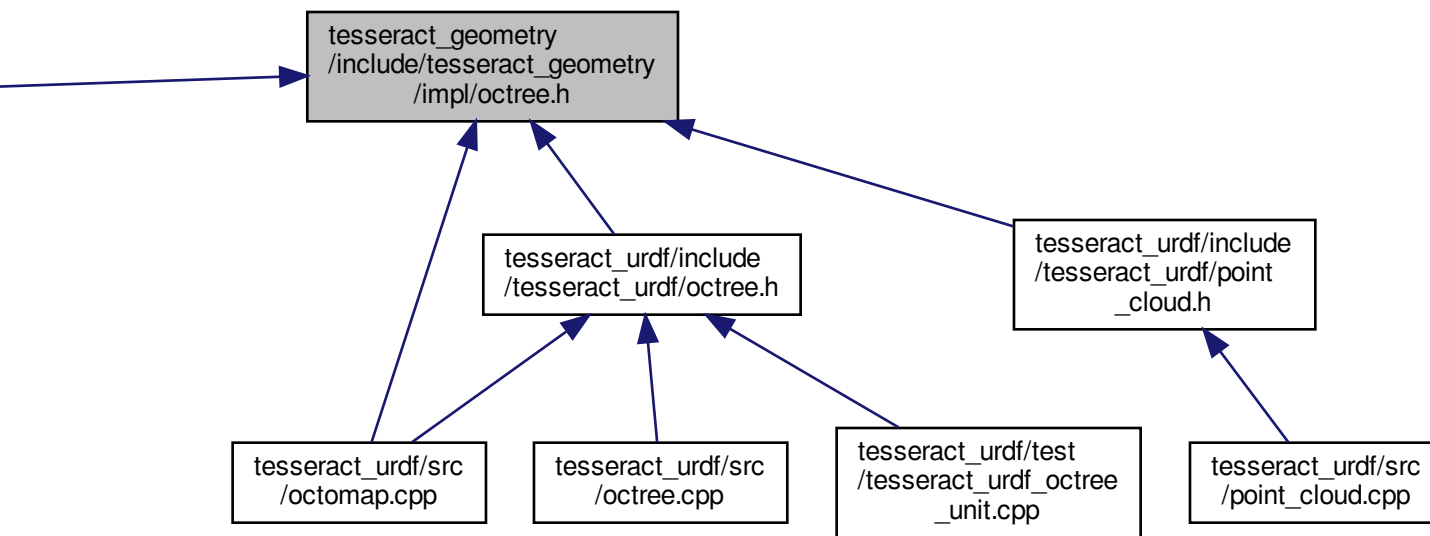 tesseract_geometry
/include/tesseract_geometry
/impl/octree.h
tesseract_urdf/include
/tesseract_urdf/octree.h
tesseract_urdf/include
/tesseract_urdf/point
_cloud.h
tesseract_urdf/src
/octomap.cpp
tesseract_urdf/src
/octree.cpp
tesseract_urdf/test
/tesseract_urdf_octree
_unit.cpp
tesseract_urdf/src
/point_cloud.cpp